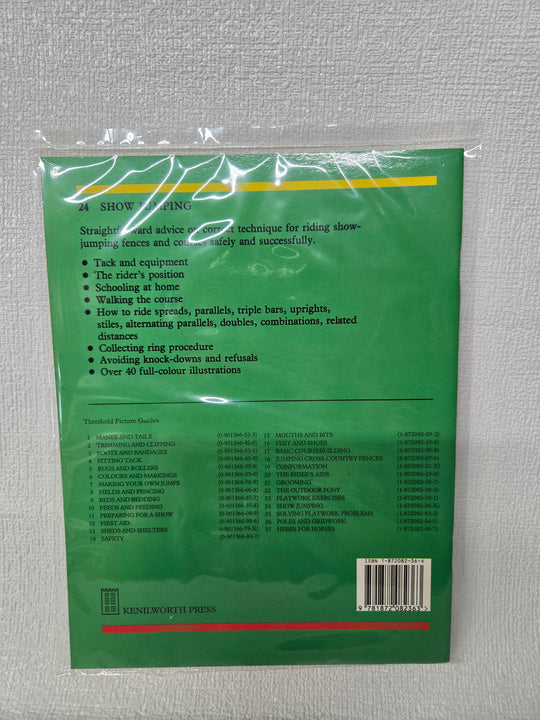 24 SHOW JUMPING
Straightforward advice on correct technique for riding show-
jumping fences and courses safely and successfully.
● Tack and equipment
● The rider's position
● Schooling at home
● Walking the course
● How to ride spreads, parallels, triple bars, uprights,
stiles, alternating parallels, doubles, combinations, related
distances
● Collecting ring procedure
● Avoiding knock-downs and refusals
● Over 40 full-colour illustrations
Threshold Picture Guides
1 MANES AND TAILS
2 TRIMMING AND CLIPPING
3 BOOTS AND BANDAGES
4 FITTING TACK
5 RUGS AND ROLLERS
6 COLOURS AND MARKINGS
7 MAKING YOUR OWN JUMPS
8 FIELDS AND FENCING
9 BEDS AND BEDDING
10 FEEDS AND FEEDING
11 PREPARING FOR A SHOW
12 FIRST AID
13 SHEDS AND SHELTERS
14 SAFETY
15 MOUTHS AND BITS
16 FEET AND SHOES
17 BASIC COURSEBUILDING
18 JUMPING CROSS-COUNTRY FENCES
19 CONFORMATION
20 THE RIDER'S AIDS
21 GROOMING
22 THE OUTDOOR PONY
23 FLATWORK EXERCISES
24 SHOW JUMPING (1-872082-36-X)
25 SOLVING FLATWORK PROBLEMS
26 POLES AND GRIDWORK
27 HERBS FOR HORSES
KENILWORTH PRESS
ISBN 1-872082-36-X
9 781872 082363 >